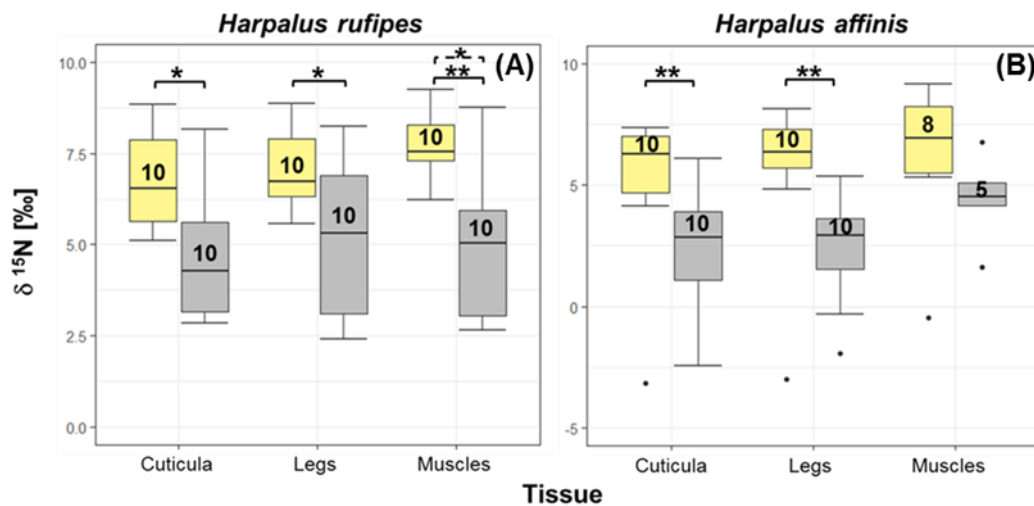 Harpalus rufipes
Harpalus affinis
δ ¹⁵N [‰]
(A)
10.0
7.5
5.0
2.5
0.0
*
*
*
**
10
10
10
10
10
10
Cuticula
Legs
Muscles
(B)
10
5
0
-5
**
**
10
10
10
10
8
5
Cuticula
Legs
Muscles
Tissue